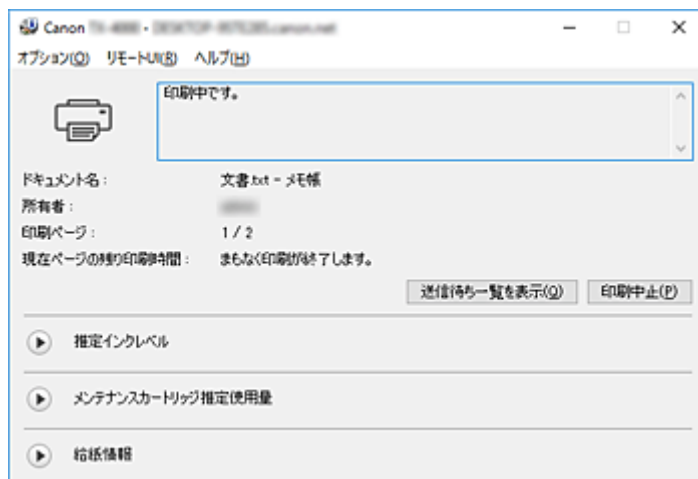 Canon
オプション(O) リモートUI(R) ヘルプ(H)
印刷中です。
ドキュメント名 : 文書.txt - メモ帳
所有者 :
印刷ページ : 1 / 2
現在ページの残り印刷時間 : まもなく印刷が終了します。
送信待ち一覧を表示(Q) 印刷中止(P)
推定インクレベル
メンテナンスカートリッジ推定使用量
給紙情報